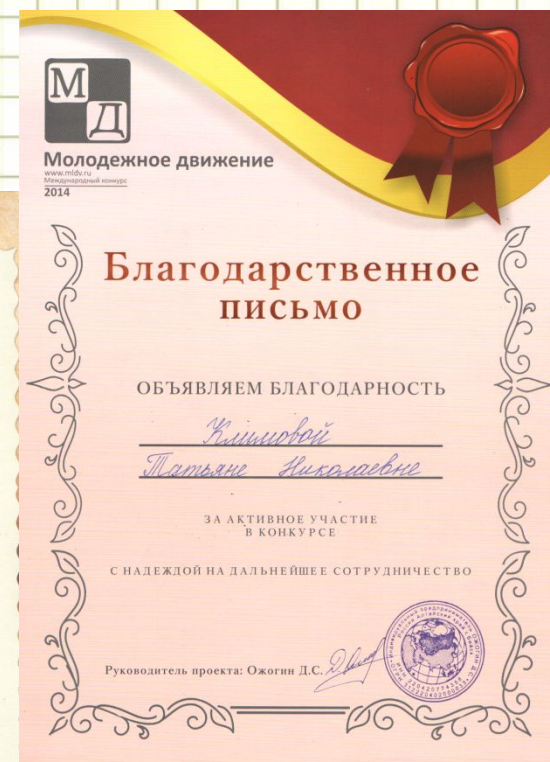 МД
Молодежное движение
www.mldv.ru
Международный конкурс
2014
Благодарственное
письмо
ОБЪЯВЛЯЕМ БЛАГОДАРНОСТЬ
Климовой
Татьяне Николаевне
ЗА АКТИВНОЕ УЧАСТИЕ
В КОНКУРСЕ
С НАДЕЖДОЙ НА ДАЛЬНЕЙШЕЕ СОТРУДНИЧЕСТВО
Руководитель проекта: Ожогин Д.С.